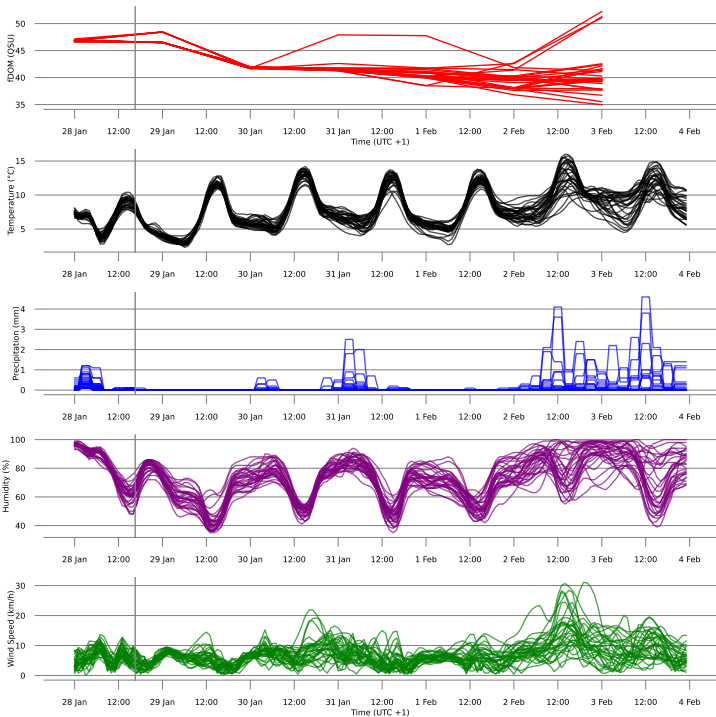 50
45
40
35
fDOM (QSU)
28 Jan 12:00 29 Jan 12:00 30 Jan 12:00 31 Jan 12:00 1 Feb 12:00 2 Feb 12:00 3 Feb 12:00 4 Feb
Time (UTC +1)
15
10
5
Temperature (°C)
28 Jan 12:00 29 Jan 12:00 30 Jan 12:00 31 Jan 12:00 1 Feb 12:00 2 Feb 12:00 3 Feb 12:00 4 Feb
4
3
2
1
0
Precipitation (mm)
28 Jan 12:00 29 Jan 12:00 30 Jan 12:00 31 Jan 12:00 1 Feb 12:00 2 Feb 12:00 3 Feb 12:00 4 Feb
100
80
60
40
Humidity (%)
28 Jan 12:00 29 Jan 12:00 30 Jan 12:00 31 Jan 12:00 1 Feb 12:00 2 Feb 12:00 3 Feb 12:00 4 Feb
30
20
10
0
Wind Speed (km/h)
28 Jan 12:00 29 Jan 12:00 30 Jan 12:00 31 Jan 12:00 1 Feb 12:00 2 Feb 12:00 3 Feb 12:00 4 Feb
Time (UTC +1)